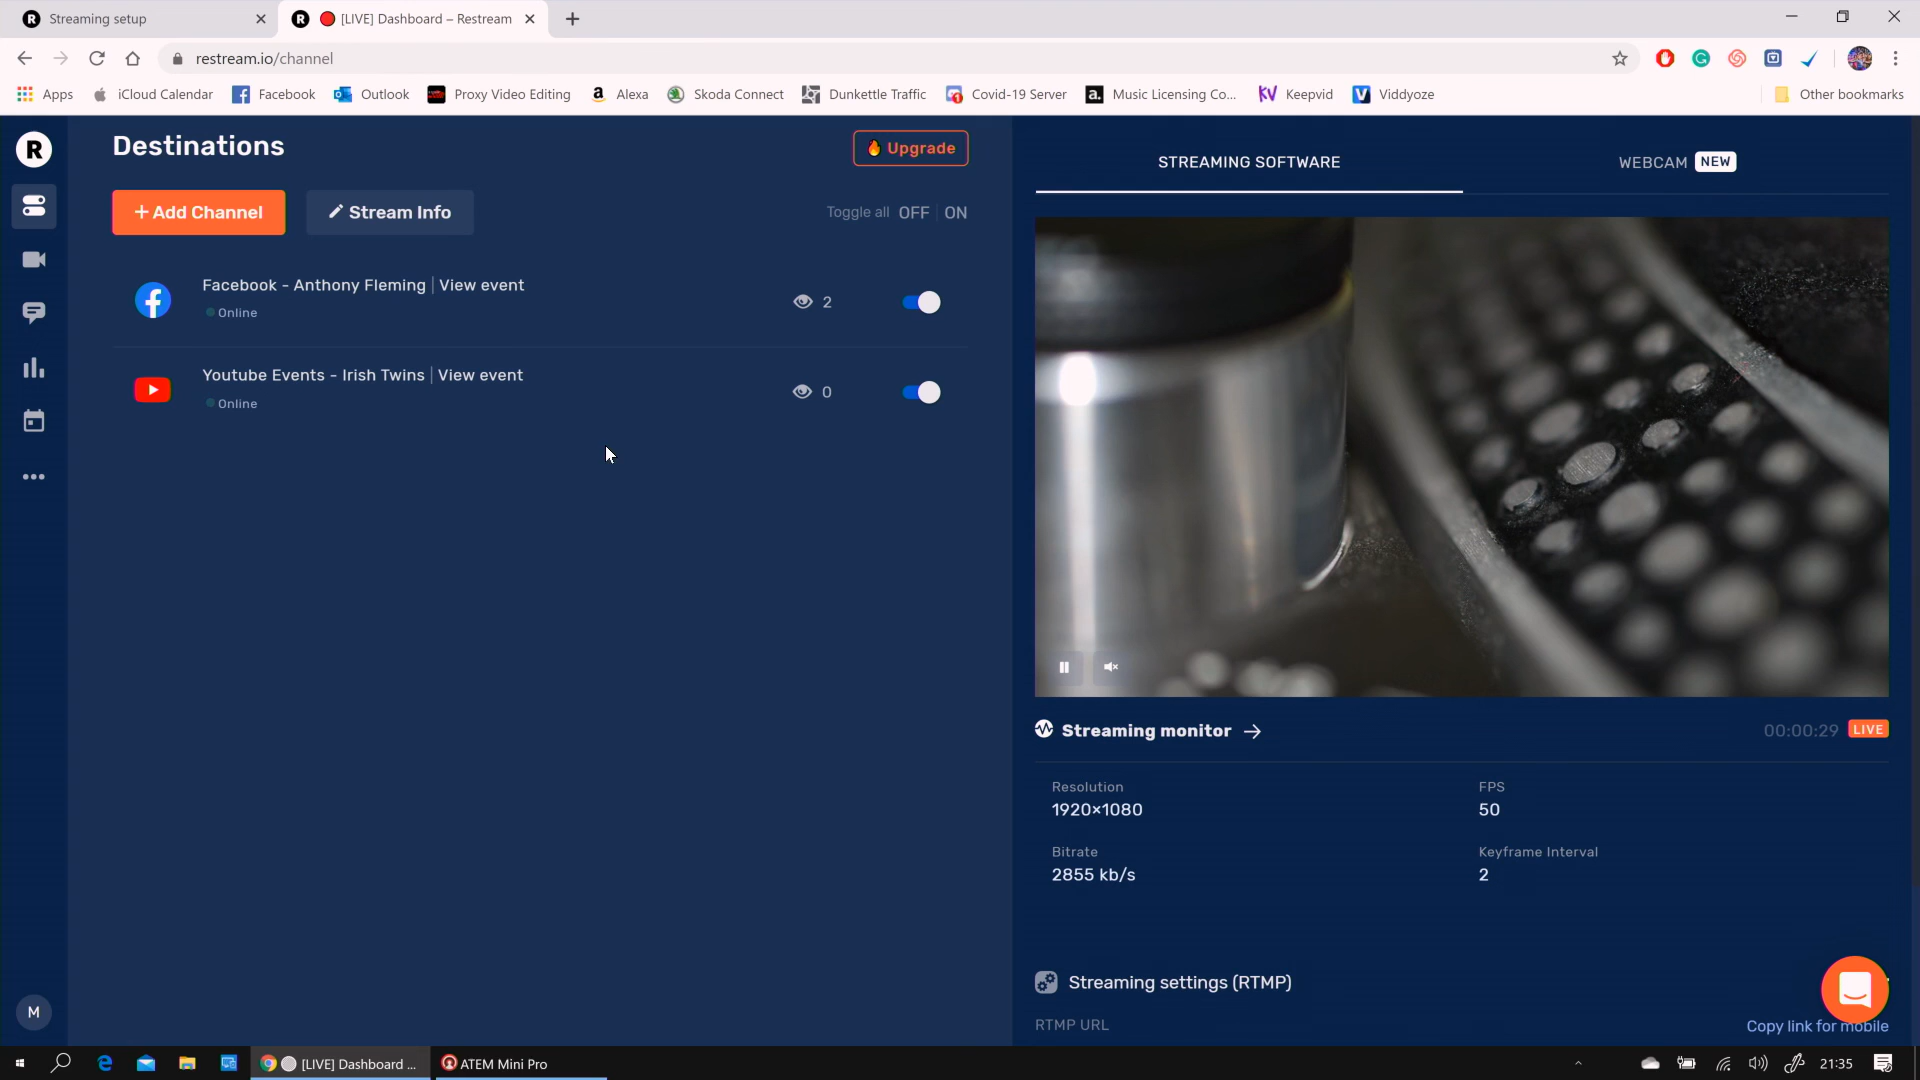 Streaming setup
[LIVE] Dashboard – Restream
restream.io/channel
Apps
iCloud Calendar
Facebook
Outlook
Proxy Video Editing
Alexa
Skoda Connect
Dunkettle Traffic
Covid-19 Server
Music Licensing Co...
Keepvid
Viddyoze
Other bookmarks
R
Destinations
Upgrade
+ Add Channel
Stream Info
Toggle all OFF | ON
Facebook - Anthony Fleming | View event
Online
2
Youtube Events - Irish Twins | View event
Online
0
STREAMING SOFTWARE
WEBCAM NEW
Streaming monitor →
00:00:29 LIVE
Resolution
1920×1080
FPS
50
Bitrate
2855 kb/s
Keyframe Interval
2
Streaming settings (RTMP)
RTMP URL
Copy link for mobile
M
[LIVE] Dashboard ...
ATEM Mini Pro
21:35